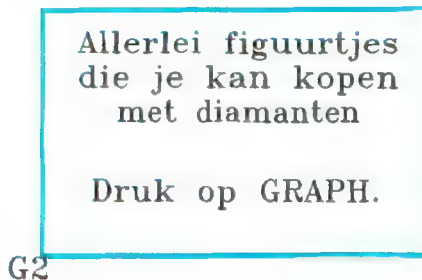 Allerlei figuurtjes
die je kan kopen
met diamanten
Druk op GRAPH.
G2